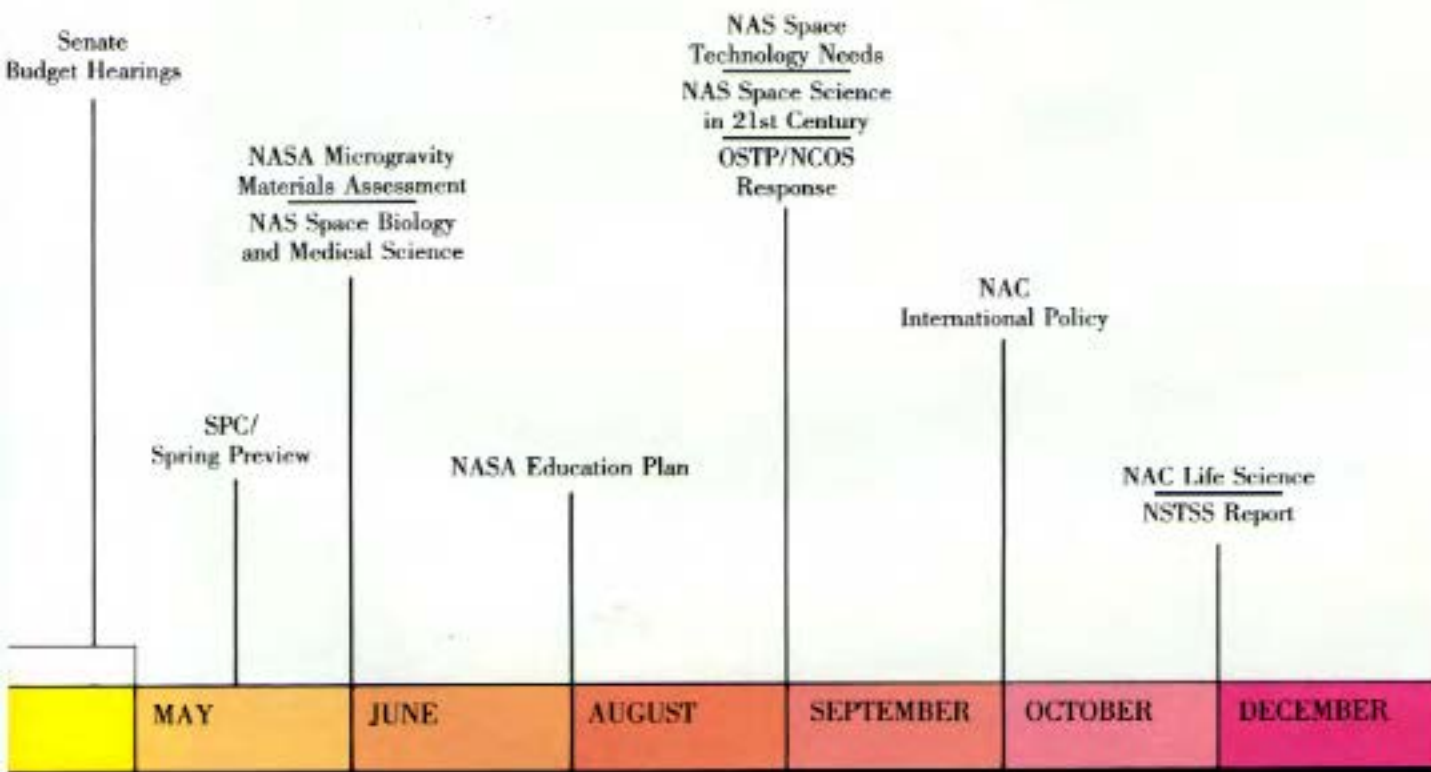 Senate
Budget Hearings
NASA Microgravity
Materials Assessment
NAS Space Biology
and Medical Science
SPC/
Spring Preview
NASA Education Plan
NAS Space
Technology Needs
NAS Space Science
in 21st Century
OSTP/NCOS
Response
NAC
International Policy
NAC Life Science
NSTSS Report
MAY
JUNE
AUGUST
SEPTEMBER
OCTOBER
DECEMBER